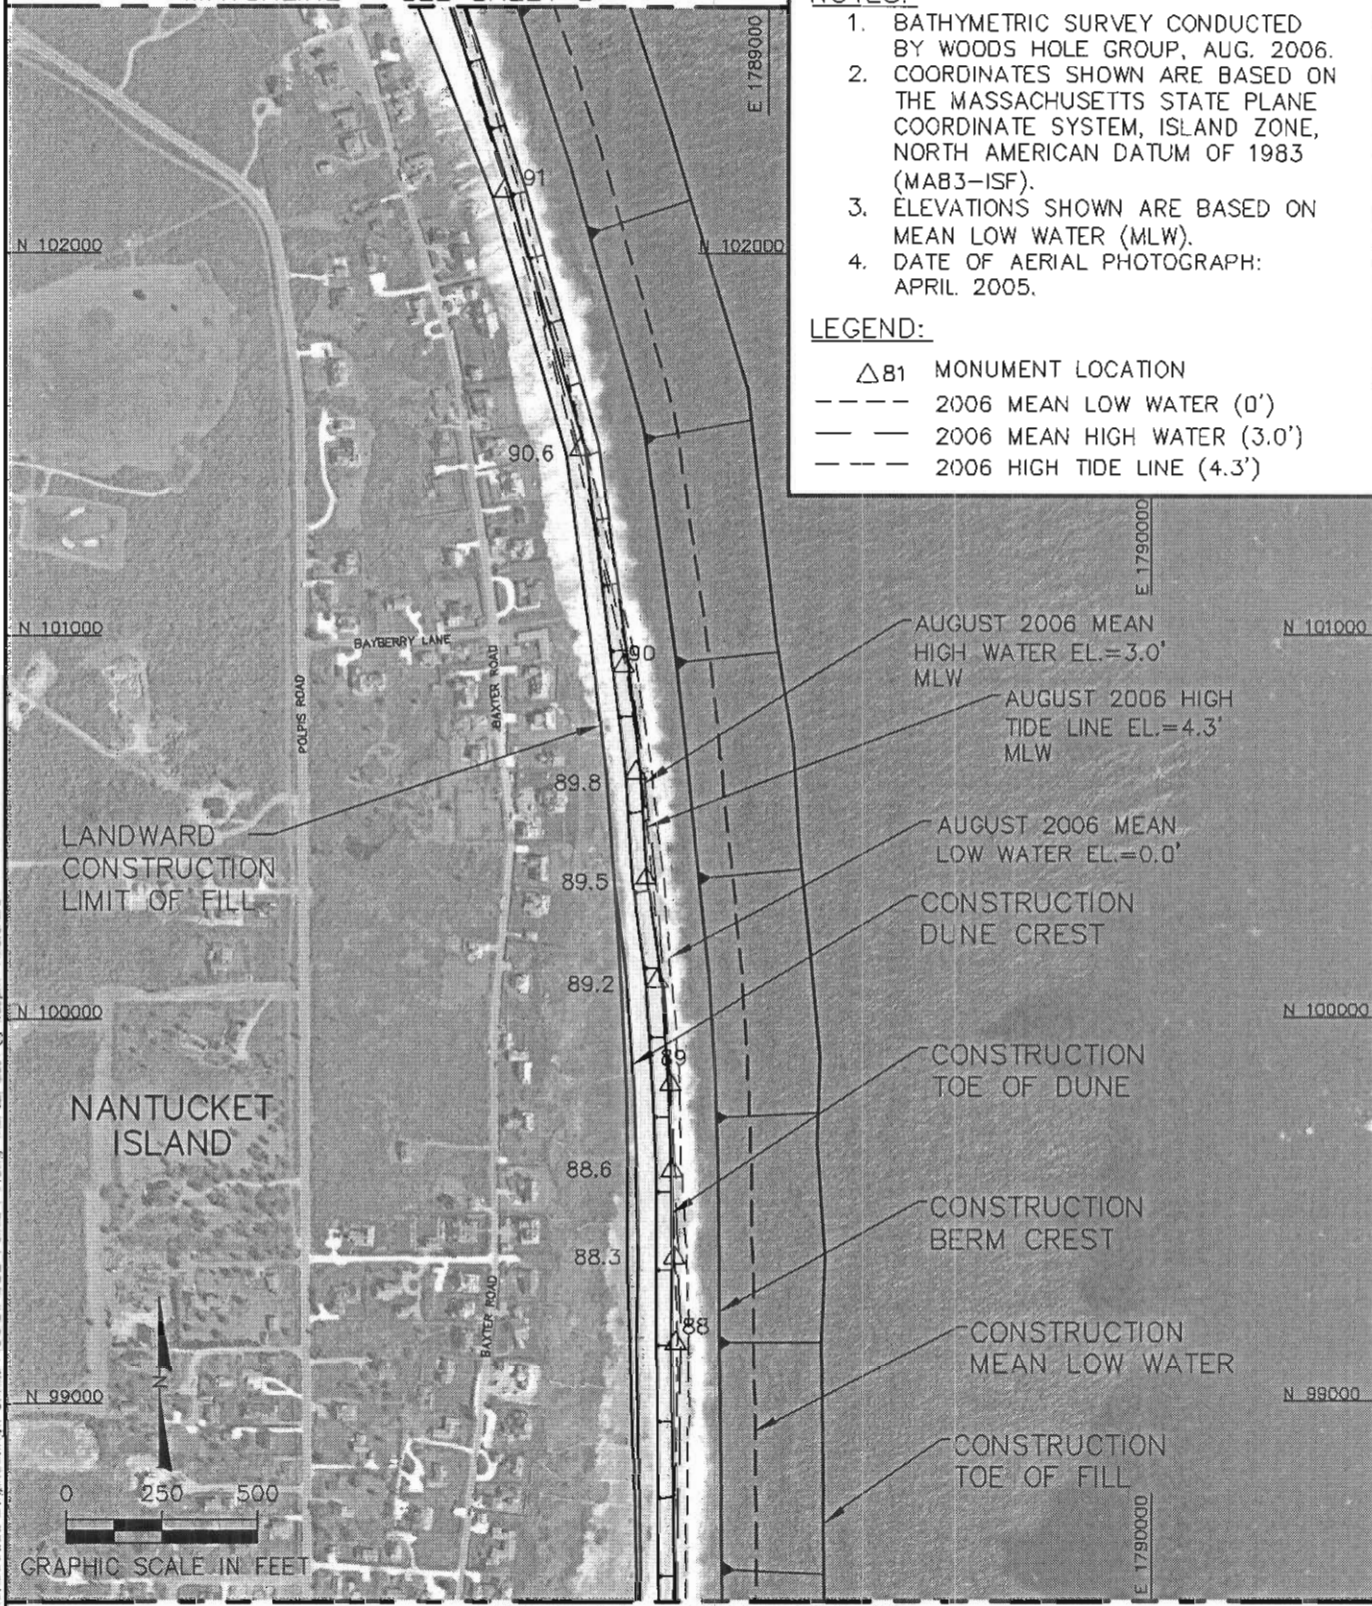 1. BATHYMETRIC SURVEY CONDUCTED
BY WOODS HOLE GROUP, AUG. 2006.
2. COORDINATES SHOWN ARE BASED ON
THE MASSACHUSETTS STATE PLANE
COORDINATE SYSTEM, ISLAND ZONE,
NORTH AMERICAN DATUM OF 1983
(MA83-ISF).
3. ELEVATIONS SHOWN ARE BASED ON
MEAN LOW WATER (MLW).
4. DATE OF AERIAL PHOTOGRAPH:
APRIL 2005.
LEGEND:
△81 MONUMENT LOCATION
2006 MEAN LOW WATER (0')
2006 MEAN HIGH WATER (3.0')
2006 HIGH TIDE LINE (4.3')
E 1789000
91
N 102000
N 102000
90.6
E 1790000
N 101000
BAYBERRY LANE
BAXTER ROAD
POLPIS ROAD
90
AUGUST 2006 MEAN
HIGH WATER EL.=3.0'
MLW
N 101000
AUGUST 2006 HIGH
TIDE LINE EL.=4.3'
MLW
89.8
LANDWARD
CONSTRUCTION
LIMIT OF FILL
89.5
AUGUST 2006 MEAN
LOW WATER EL.=0.0'
CONSTRUCTION
DUNE CREST
89.2
N 100000
N 100000
89
CONSTRUCTION
TOE OF DUNE
NANTUCKET
ISLAND
88.6
CONSTRUCTION
BERM CREST
88.3
BAXTER ROAD
88
CONSTRUCTION
MEAN LOW WATER
N
N 99000
N 99000
CONSTRUCTION
TOE OF FILL
0 250 500
GRAPHIC SCALE IN FEET
E 1790000